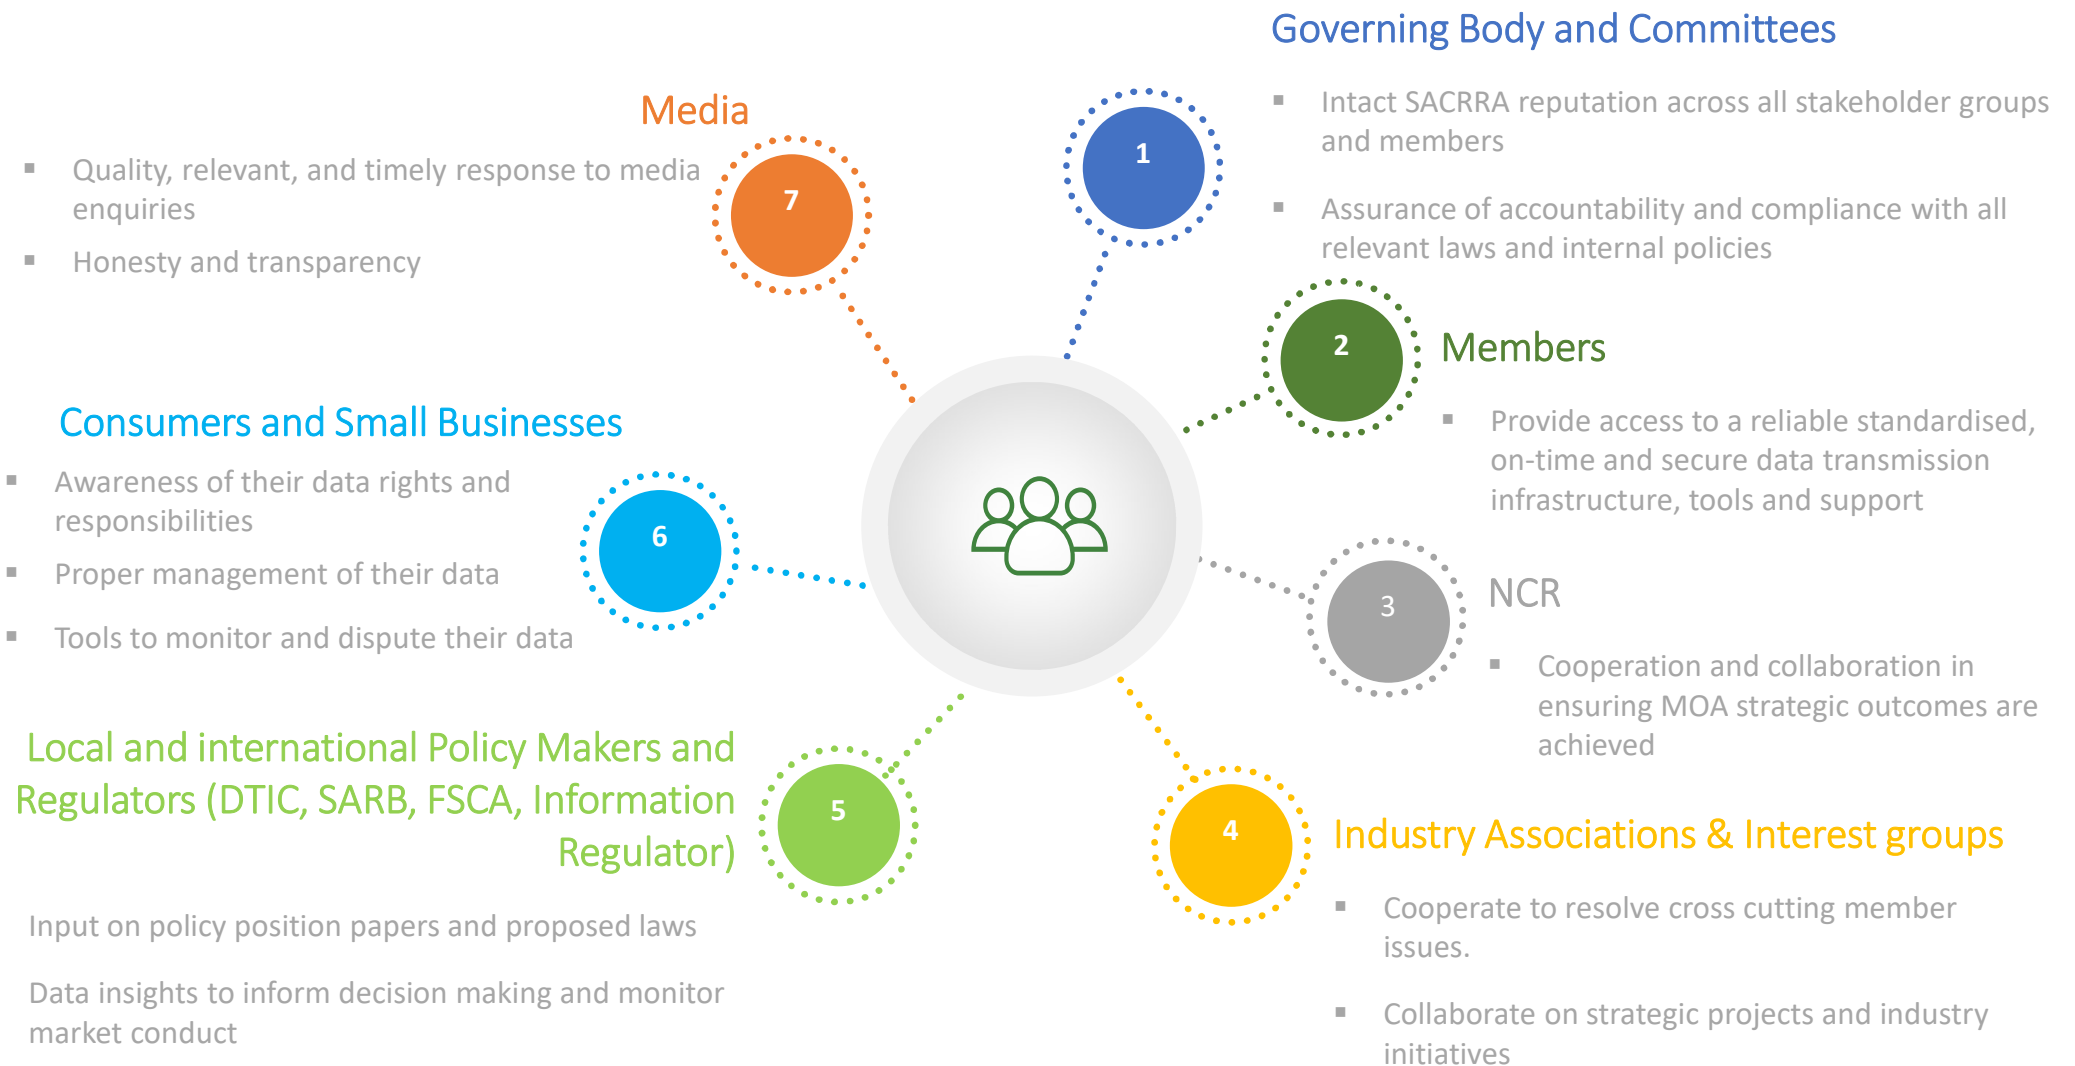 Governing Body and Committees
1
Intact SACRRA reputation across all stakeholder groups
and members
Assurance of accountability and compliance with all
relevant laws and internal policies
2
Members
Provide access to a reliable standardised,
on-time and secure data transmission
infrastructure, tools and support
3
NCR
Cooperation and collaboration in
ensuring MOA strategic outcomes are
achieved
4
Industry Associations & Interest groups
Cooperate to resolve cross cutting member
issues.
Collaborate on strategic projects and industry
initiatives
5
Local and international Policy Makers and
Regulators (DTIC, SARB, FSCA, Information
Regulator)
Input on policy position papers and proposed laws
Data insights to inform decision making and monitor
market conduct
6
Consumers and Small Businesses
Awareness of their data rights and
responsibilities
Proper management of their data
Tools to monitor and dispute their data
7
Media
Quality, relevant, and timely response to media
enquiries
Honesty and transparency